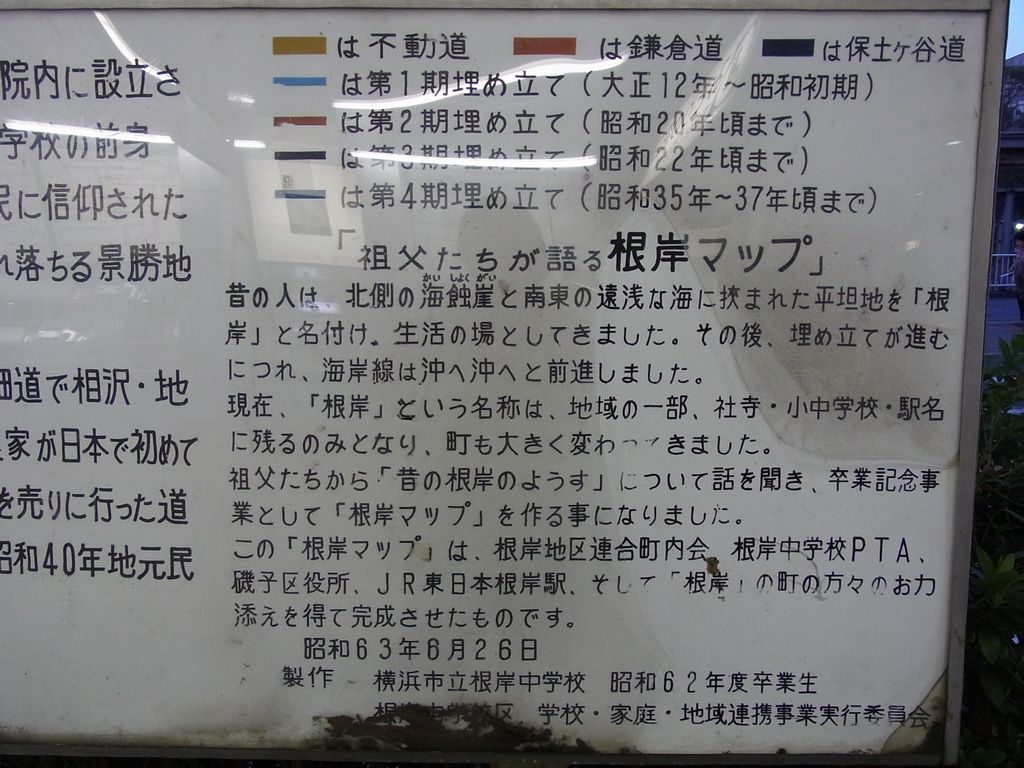 院内に設立さ
学校の前身
民に信仰された
れ落ちる景勝地
道で相沢・地
家が日本で初めて
を売りに行った道
昭和40年地元民
は不動道 は鎌倉道 は保土ヶ谷道
は第1期埋め立て(大正12年～昭和初期)
は第2期埋め立て(昭和20年頃まで)
は第3期埋め立て(昭和22年頃まで)
は第4期埋め立て(昭和35年～37年頃まで)
「祖父たちが語る根岸マップ」
かい しょく がい
昔の人は、北側の海蝕崖と南東の遠浅な海に挟まれた平坦地を「根
岸」と名付け、生活の場としてきました。その後、埋め立てが進む
につれ、海岸線は沖へ沖へと前進しました。
現在、「根岸」という名称は、地域の一部、社寺・小中学校・駅名
に残るのみとなり、町も大きく変わってきました。
祖父たちから「昔の根岸のようす」について話を聞き、卒業記念事
業として「根岸マップ」を作る事になりました。
この「根岸マップ」は、根岸地区連合町内会、根岸中学校PTA、
磯子区役所、JR東日本根岸駅、そして「根岸」の町の方々のお力
添えを得て完成させたものです。
昭和63年6月26日
製作 横浜市立根岸中学校 昭和62年度卒業生
根岸中学校区 学校・家庭・地域連携事業実行委員会